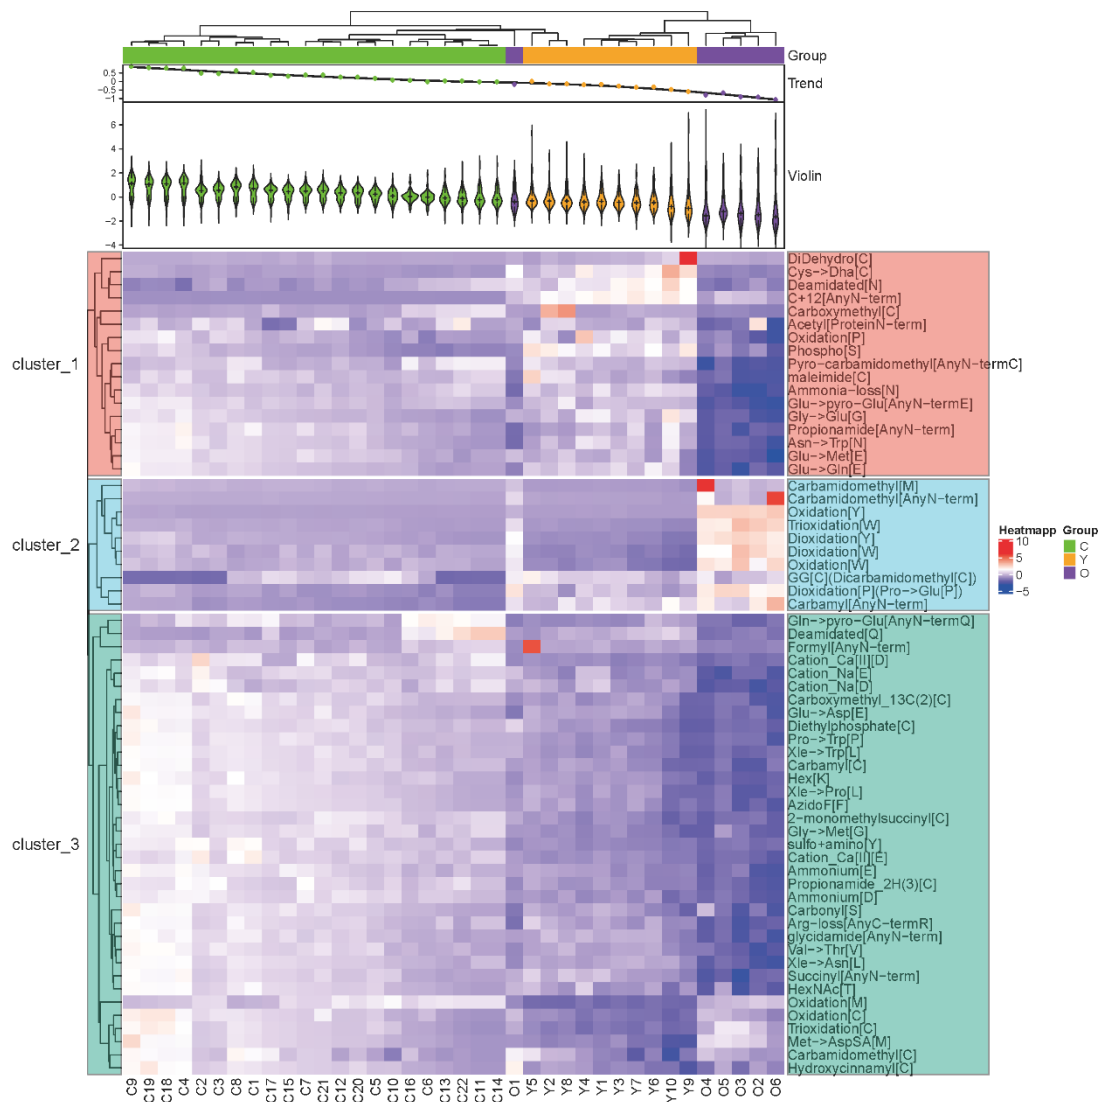 Group
0.5
0
−0.5
−1
Trend
6
4
2
0
−2
−4
Violin
cluster_1
DiDehydro[C]
Cys−>Dha[C]
Deamidated[N]
C+12[AnyN−term]
Carboxymethyl[C]
Acetyl[ProteinN−term]
Oxidation[P]
Phospho[S]
Pyro−carbamidomethyl[AnyN−termC]
maleimide[C]
Ammonia−loss[N]
Glu−>pyro−Glu[AnyN−termE]
Gly−>Glu[G]
Propionamide[AnyN−term]
Asn−>Trp[N]
Glu−>Met[E]
Glu−>Gln[E]
cluster_2
Carbamidomethyl[M]
Carbamidomethyl[AnyN−term]
Oxidation[Y]
Trioxidation[W]
Dioxidation[Y]
Dioxidation[W]
Oxidation[W]
GG[C](Dicarbamidomethyl[C])
Dioxidation[P](Pro−>Glu[P])
Carbamyl[AnyN−term]
Heatmapp
10
5
0
−5
Group
C
Y
O
cluster_3
Gln−>pyro−Glu[AnyN−termQ]
Deamidated[Q]
Formyl[AnyN−term]
Cation_Ca[II][D]
Cation_Na[E]
Cation_Na[D]
Carboxymethyl_13C(2)[C]
Glu−>Asp[E]
Diethylphosphate[C]
Pro−>Trp[P]
Xle−>Trp[L]
Carbamyl[C]
Hex[K]
Xle−>Pro[L]
AzidoF[F]
2−monomethylsuccinyl[C]
Gly−>Met[G]
sulfo+amino[Y]
Cation_Ca[II][E]
Ammonium[E]
Propionamide_2H(3)[C]
Ammonium[D]
Carbonyl[S]
Arg−loss[AnyC−termR]
glycidamide[AnyN−term]
Val−>Thr[V]
Xle−>Asn[L]
Succinyl[AnyN−term]
HexNAc[T]
Oxidation[M]
Oxidation[C]
Trioxidation[C]
Met−>AspSA[M]
Carbamidomethyl[C]
Hydroxycinnamyl[C]
C9 C19 C18 C4 C2 C3 C8 C1 C17 C15 C7 C21 C12 C20 C5 C10 C16 C6 C13 C22 C11 C14 O1 Y5 Y2 Y8 Y4 Y1 Y3 Y7 Y6 Y10 Y9 O4 O5 O3 O2 O6